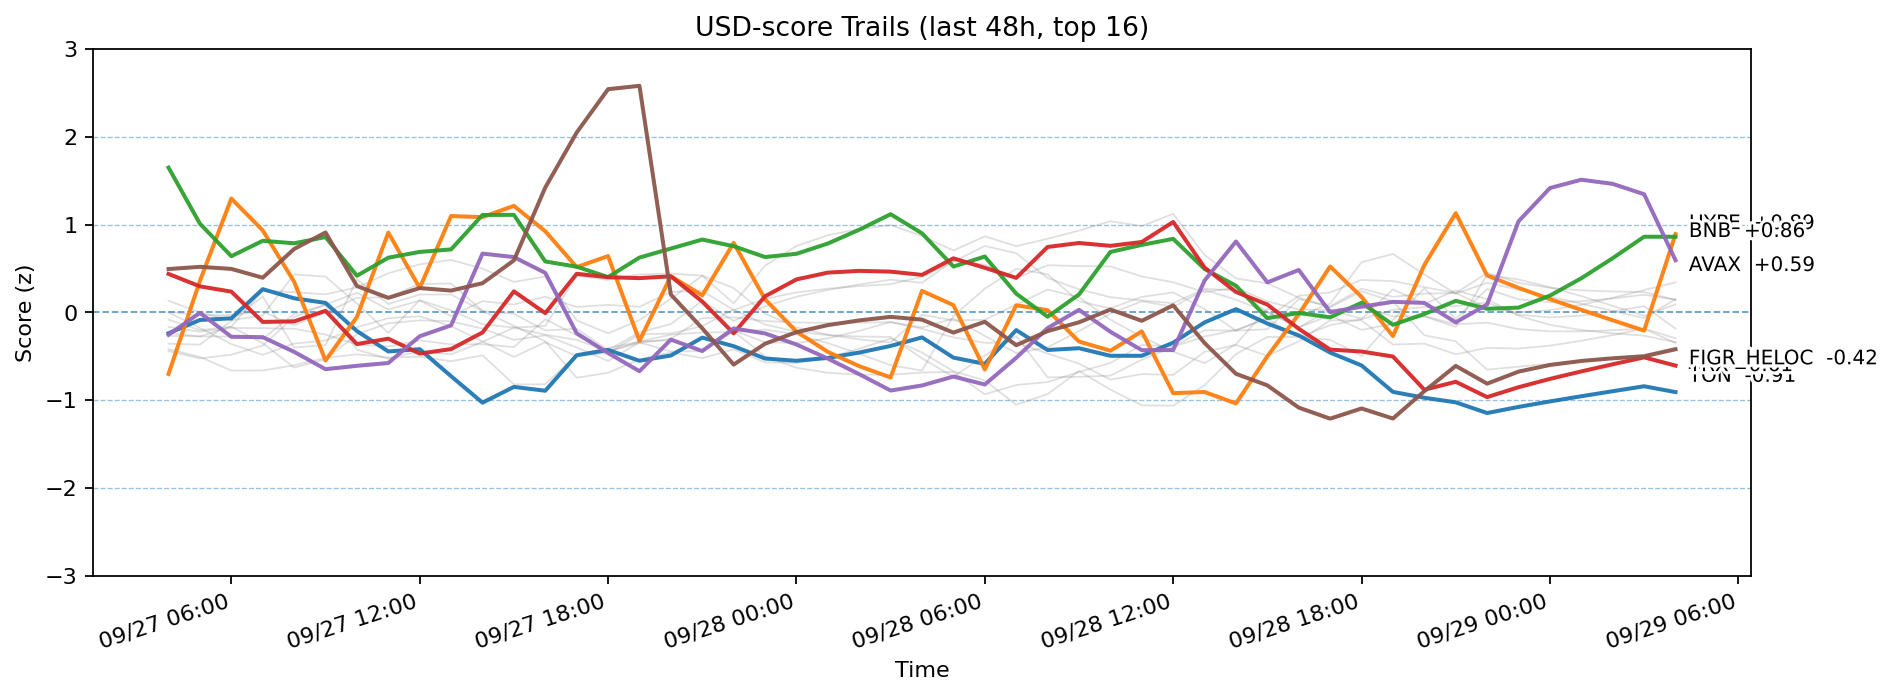 USD-score Trails (last 48h, top 16)
Score (z)
3
2
1
0
−1
−2
−3
BNB +0.86
AVAX +0.59
FIGR_HELOC -0.42
TON -0.91
09/27 06:00
09/27 12:00
09/27 18:00
09/28 00:00
09/28 06:00
09/28 12:00
09/28 18:00
09/29 00:00
09/29 06:00
Time